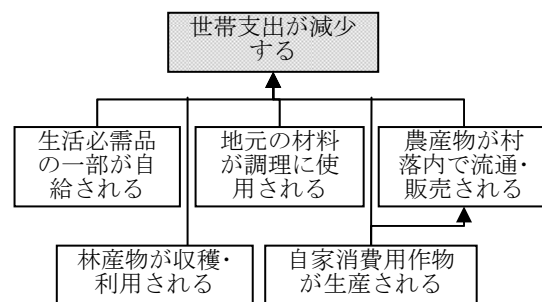 世帯支出が減少
する
生活必需品
の一部が自
給される
地元の材料
が調理に使
用される
農産物が村
落内で流通・
販売される
林産物が収穫・
利用される
自家消費用作物
が生産される